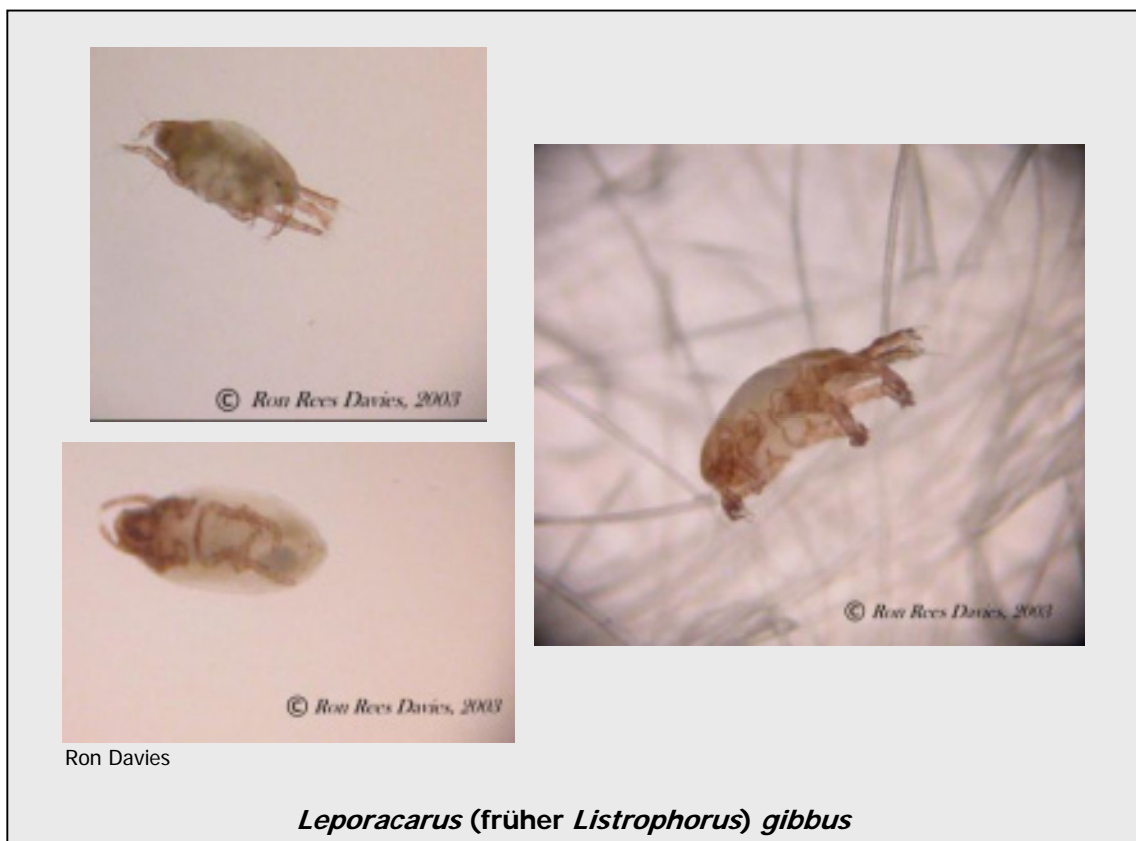 © Ron Rees Davies, 2003
© Ron Rees Davies, 2003
© Ron Rees Davies, 2003
Ron Davies
Leporacarus (früher Listrophorus) gibbus